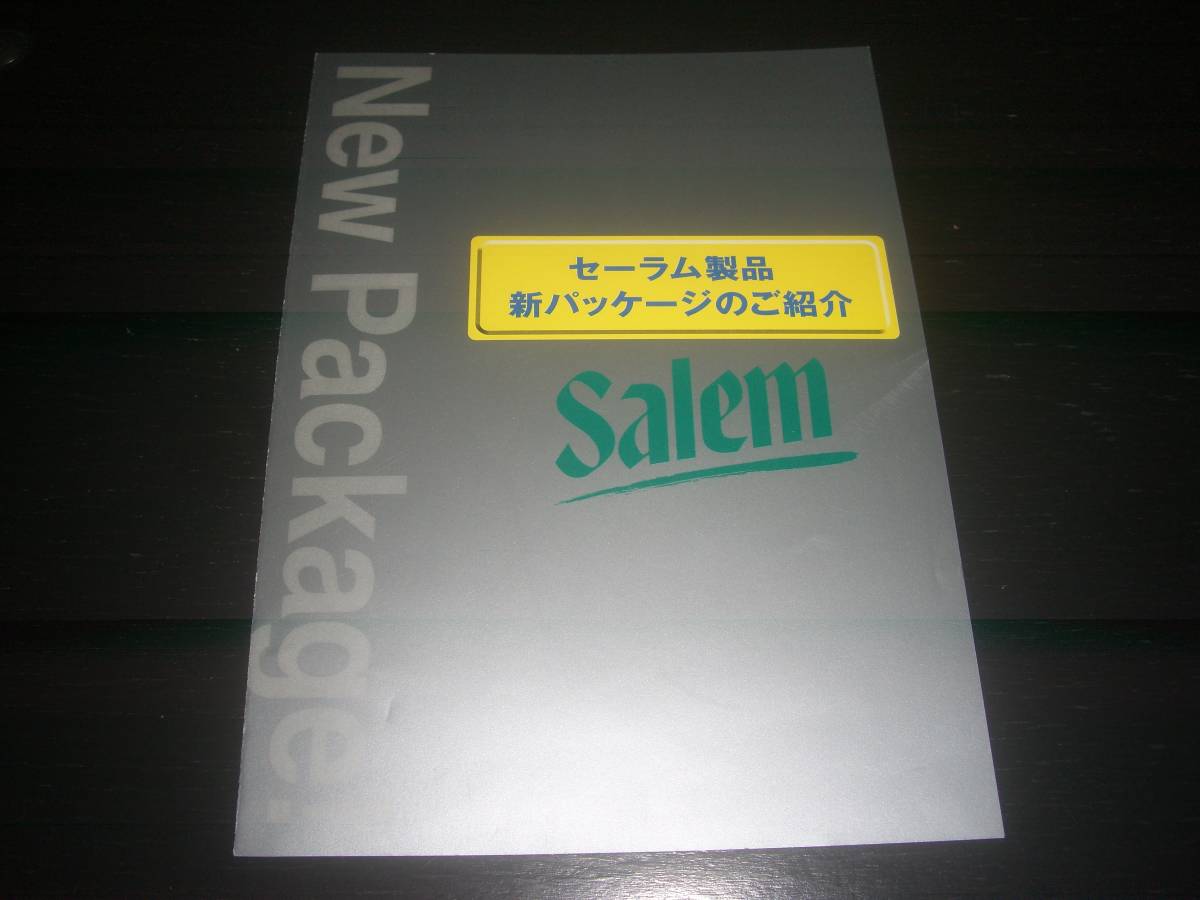 New Package.
セーラム製品
新パッケージのご紹介
Salem